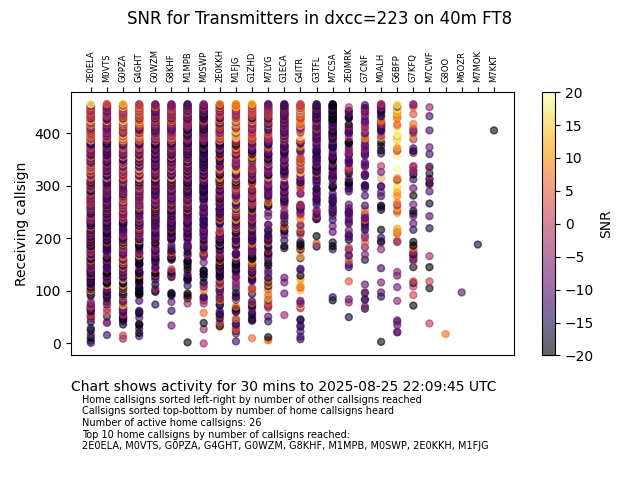 SNR for Transmitters in dxcc=223 on 40m FT8
2E0ELA M0VTS G0PZA G4GHT G0WZM G8KHF M1MPB M0SWP 2E0KKH M1FJG G1ZHD M7LYG G1ECA G4ITR G3TFL M7CSA 2E0MRK G7CNF M0ALH G6BFP G7KFQ M7CWF G8OO M6OZR M7MOK M7KKT
Receiving callsign
400
300
200
100
0
20
15
10
5
0
−5
−10
−15
−20
SNR
Chart shows activity for 30 mins to 2025-08-25 22:09:45 UTC
Home callsigns sorted left-right by number of other callsigns reached
Callsigns sorted top-bottom by number of home callsigns heard
Number of active home callsigns: 26
Top 10 home callsigns by number of callsigns reached:
2E0ELA, M0VTS, G0PZA, G4GHT, G0WZM, G8KHF, M1MPB, M0SWP, 2E0KKH, M1FJG